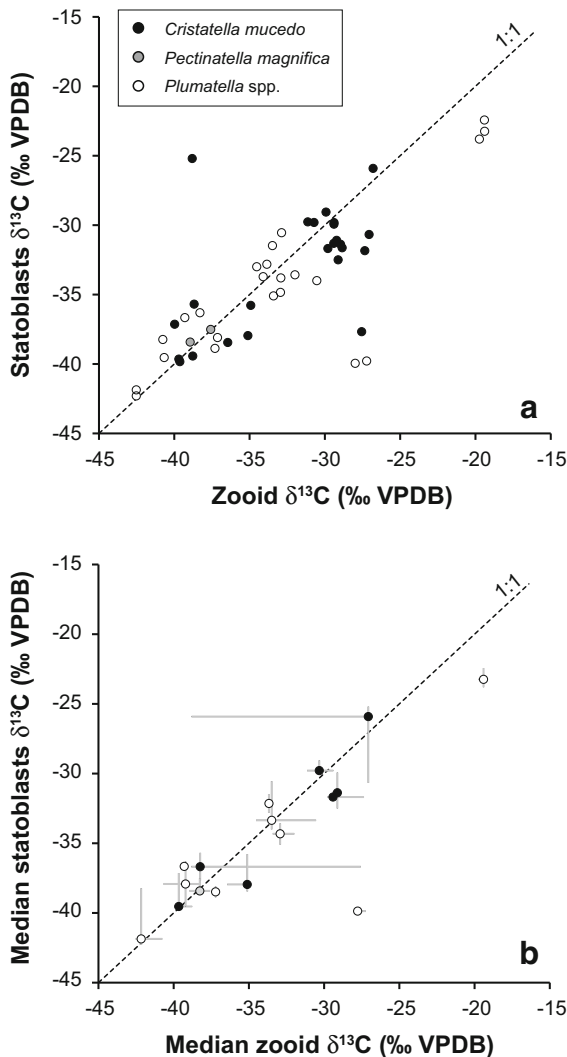 Cristatella mucedo
Pectinatella magnifica
Plumatella spp.
1:1
-15
-20
-25
-30
-35
-40
-45
Statoblasts δ¹³C (‰ VPDB)
a
-45 -40 -35 -30 -25 -20 -15
Zooid δ¹³C (‰ VPDB)
1:1
-15
-20
-25
-30
-35
-40
-45
Median statoblasts δ¹³C (‰ VPDB)
b
-45 -40 -35 -30 -25 -20 -15
Median zooid δ¹³C (‰ VPDB)